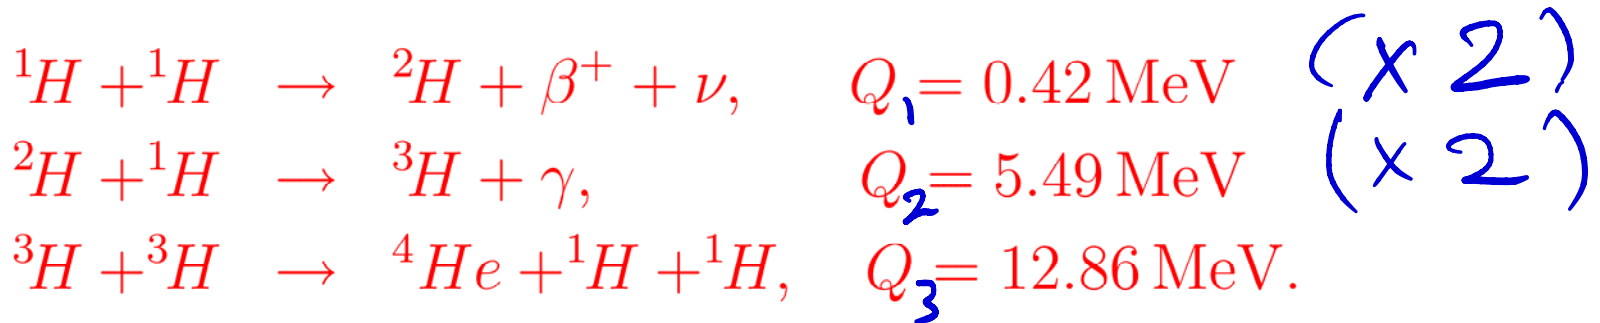 ¹H +¹H → ²H + β⁺ + ν, Q₁= 0.42 MeV (x 2)
²H +¹H → ³H + γ, Q₂= 5.49 MeV (x 2)
³H +³H → ⁴He +¹H +¹H, Q₃= 12.86 MeV.